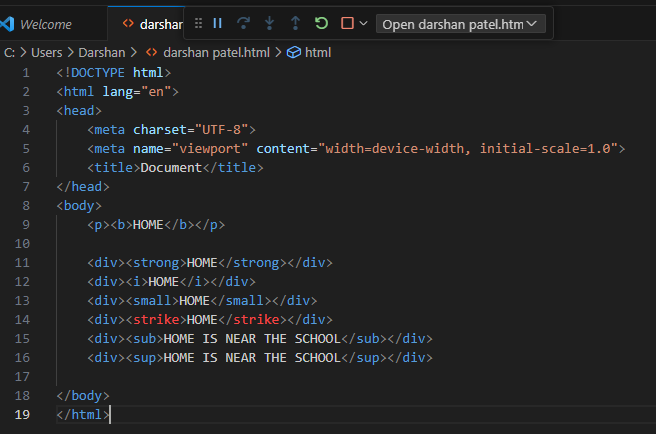 Welcome
<> darshan
Open darshan patel.htm
C: > Users > Darshan > <> darshan patel.html > html
1 <!DOCTYPE html>
2 <html lang="en">
3 <head>
4     <meta charset="UTF-8">
5     <meta name="viewport" content="width=device-width, initial-scale=1.0">
6     <title>Document</title>
7 </head>
8 <body>
9     <p><b>HOME</b></p>
10
11     <div><strong>HOME</strong></div>
12     <div><i>HOME</i></div>
13     <div><small>HOME</small></div>
14     <div><strike>HOME</strike></div>
15     <div><sub>HOME IS NEAR THE SCHOOL</sub></div>
16     <div><sup>HOME IS NEAR THE SCHOOL</sup></div>
17
18 </body>
19 </html>